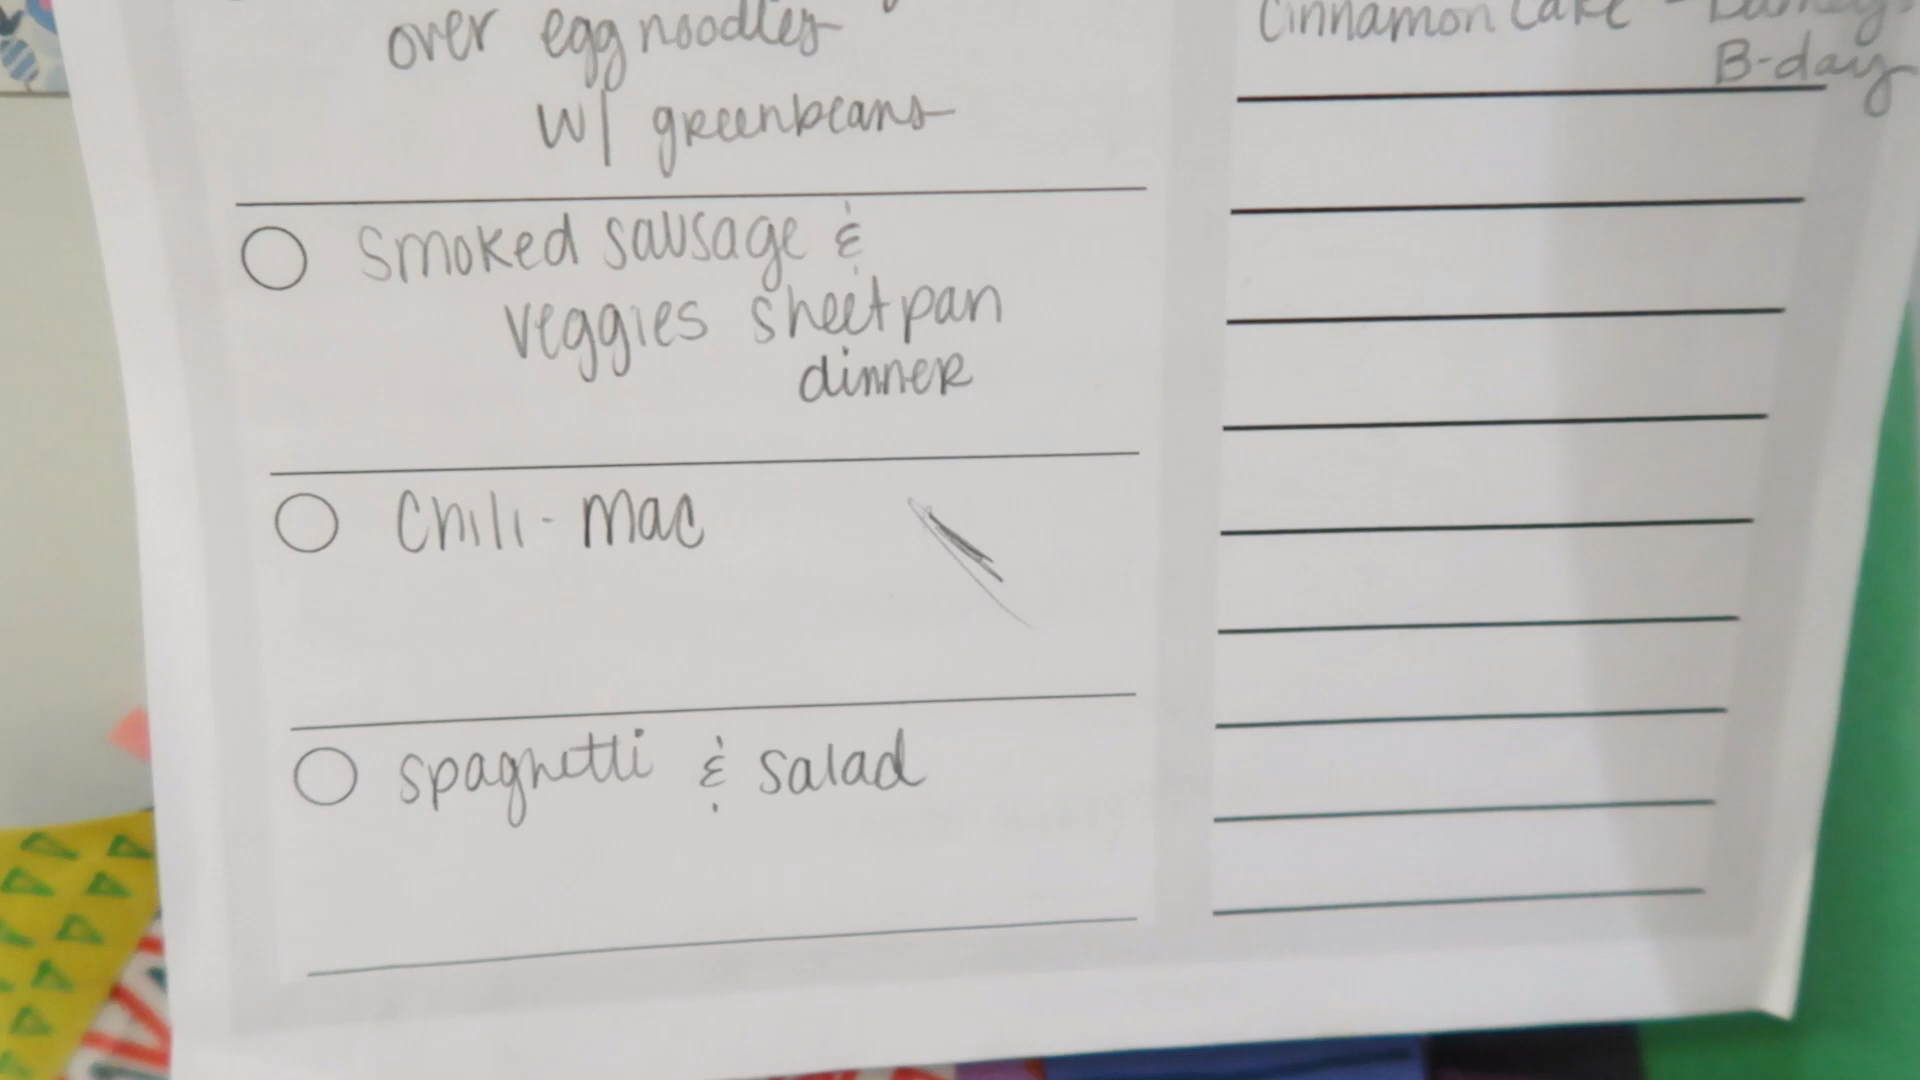 over egg noodles
w/ greenbeans
smoked sausage &
veggies sheetpan
dinner
Chili-Mac
spaghetti & salad
Cinnamon Cake -
B-day